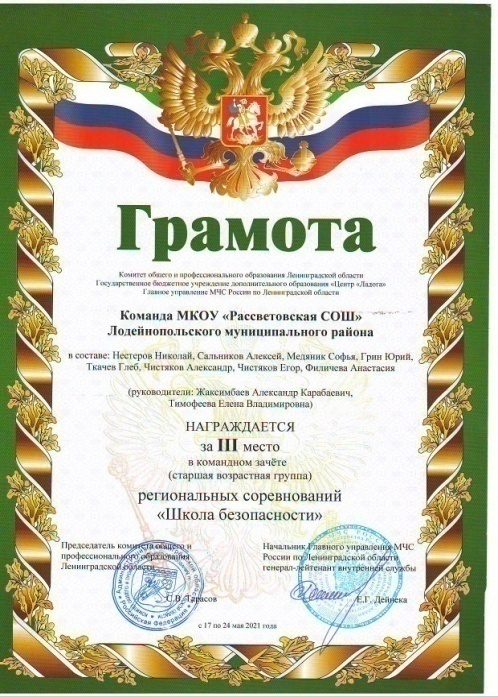 Грамота
Комитет общего и профессионального образования Ленинградской области
Государственное бюджетное учреждение дополнительного образования «Центр «Ладога»
Главное управление МЧС России по Ленинградской области
Команда МКОУ «Рассветовская СОШ»
Лодейнопольского муниципального района
в составе: Нестеров Николай, Сальников Алексей, Медяник Софья, Грин Юрий,
Ткачев Глеб, Чистяков Александр, Чистяков Егор, Филичева Анастасия
(руководители: Жаксимбаев Александр Карабаевич,
Тимофеева Елена Владимировна)
НАГРАЖДАЕТСЯ
за III место
в командном зачёте
(старшая возрастная группа)
региональных соревнований
«Школа безопасности»
Председатель комитета общего и
профессионального образования
Ленинградской области
С.В. Тарасов
Начальник Главного управления МЧС
России по Ленинградской области
генерал-лейтенант внутренней службы
Е.Г. Дейнека
с 17 по 24 мая 2021 года